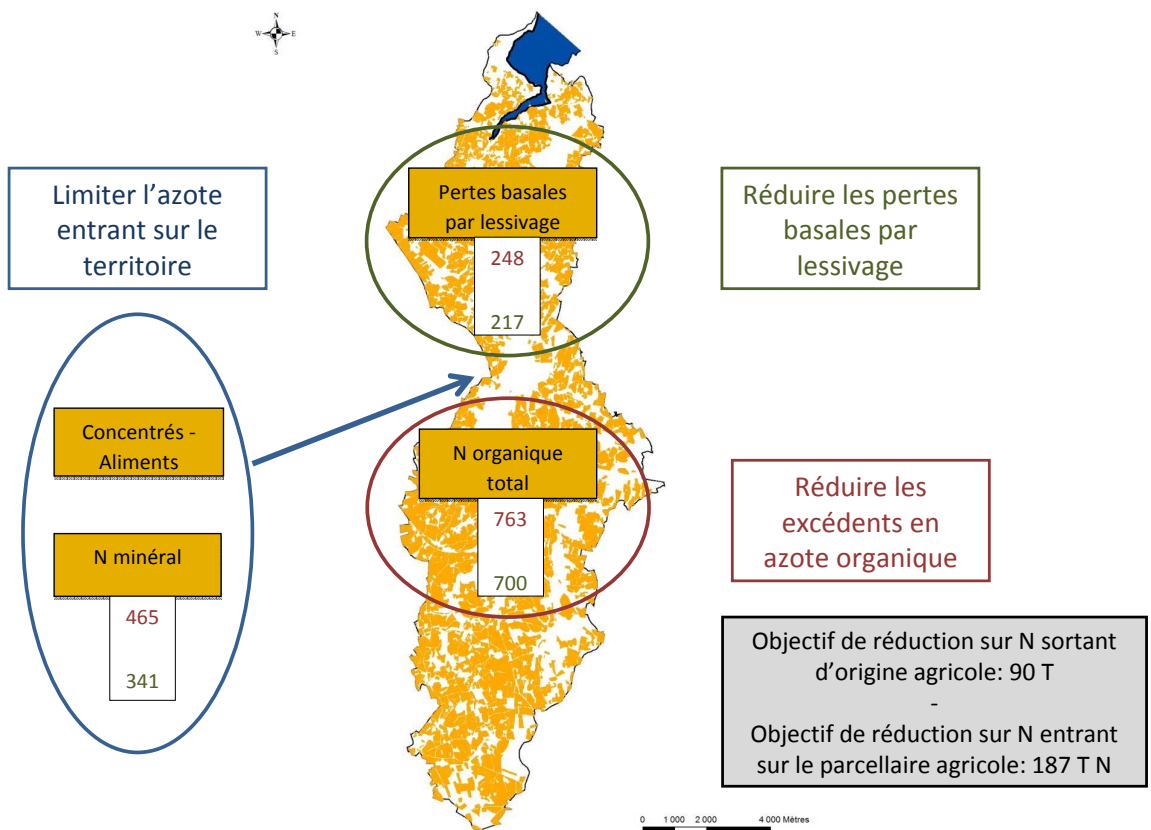 N
W E
S
Limiter l’azote
entrant sur le
territoire
Pertes basales
par lessivage
248
217
Réduire les pertes
basales par
lessivage
Concentrés -
Aliments
N minéral
465
341
N organique
total
763
700
Réduire les
excédents en
azote organique
Objectif de réduction sur N sortant
d’origine agricole: 90 T
-
Objectif de réduction sur N entrant
sur le parcellaire agricole: 187 T N
0 1 000 2 000 4 000 Mètres